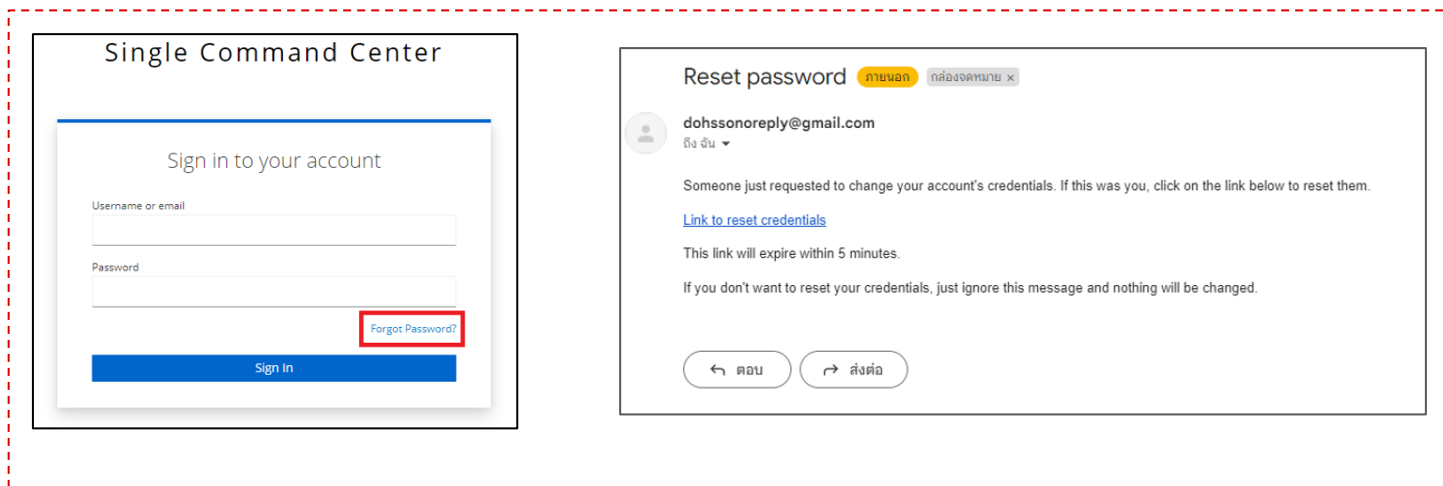 Single Command Center
Sign in to your account
Username or email
Password
Forgot Password?
Sign In
Reset password ภายนอก กล่องจดหมาย ×
dohssonoreply@gmail.com
ถึง ฉัน
Someone just requested to change your account's credentials. If this was you, click on the link below to reset them.
Link to reset credentials
This link will expire within 5 minutes.
If you don't want to reset your credentials, just ignore this message and nothing will be changed.
ตอบ ส่งต่อ